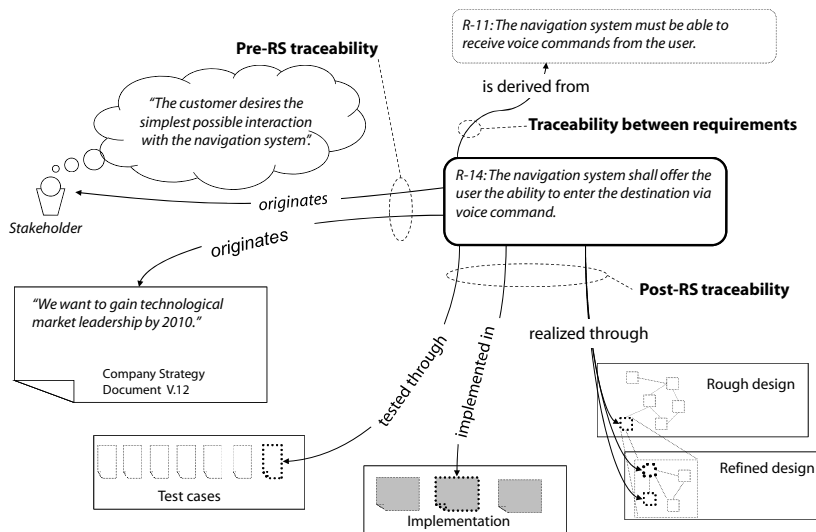 R-11: The navigation system must be able to
receive voice commands from the user.
Pre-RS traceability
is derived from
“The customer desires the
simplest possible interaction
with the navigation system”.
Traceability between requirements
R-14: The navigation system shall offer the
user the ability to enter the destination via
voice command.
originates
Stakeholder
originates
Post-RS traceability
“We want to gain technological
market leadership by 2010.”
Company Strategy
Document V.12
tested through
implemented in
realized through
Rough design
Refined design
Test cases
Implementation